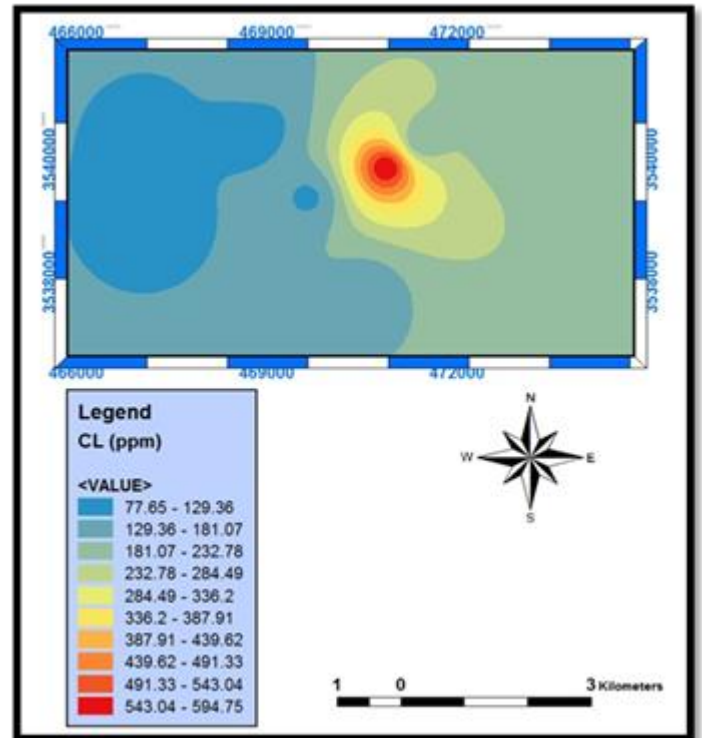 466000 469000 472000
3540000 3540000
3538000 3538000
466000 469000 472000
Legend
CL (ppm)
<VALUE>
77.65 - 129.36
129.36 - 181.07
181.07 - 232.78
232.78 - 284.49
284.49 - 336.2
336.2 - 387.91
387.91 - 439.62
439.62 - 491.33
491.33 - 543.04
543.04 - 594.75
N
W E
S
1 0 3 Kilometers